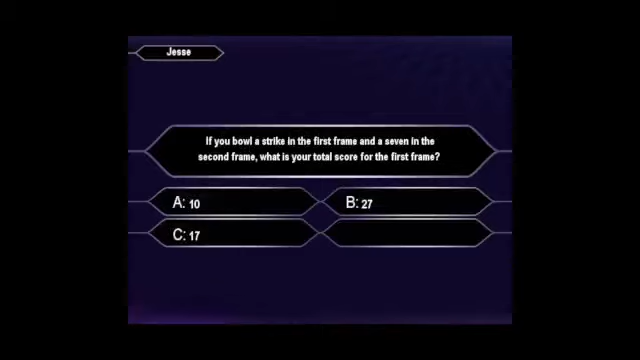 Jesse
If you bowl a strike in the first frame and a seven in the
second frame, what is your total score for the first frame?
A: 10
B: 27
C: 17